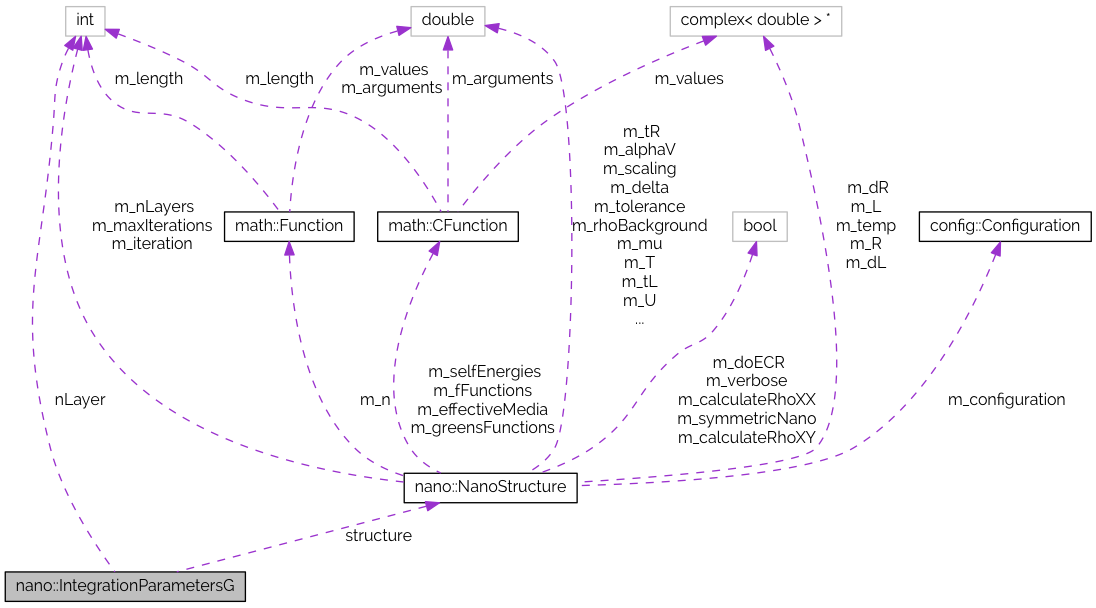 int
double
complex< double > *
m_length
m_length
m_values
m_arguments
m_arguments
m_values
m_tR
m_alphaV
m_scaling
m_delta
m_tolerance
m_rhoBackground
m_mu
m_T
m_tL
m_U
...
m_dR
m_L
m_temp
m_R
m_dL
m_nLayers
m_maxIterations
m_iteration
math::Function
math::CFunction
bool
config::Configuration
nLayer
m_n
m_selfEnergies
m_fFunctions
m_effectiveMedia
m_greensFunctions
m_doECR
m_verbose
m_calculateRhoXX
m_symmetricNano
m_calculateRhoXY
m_configuration
nano::NanoStructure
structure
nano::IntegrationParametersG